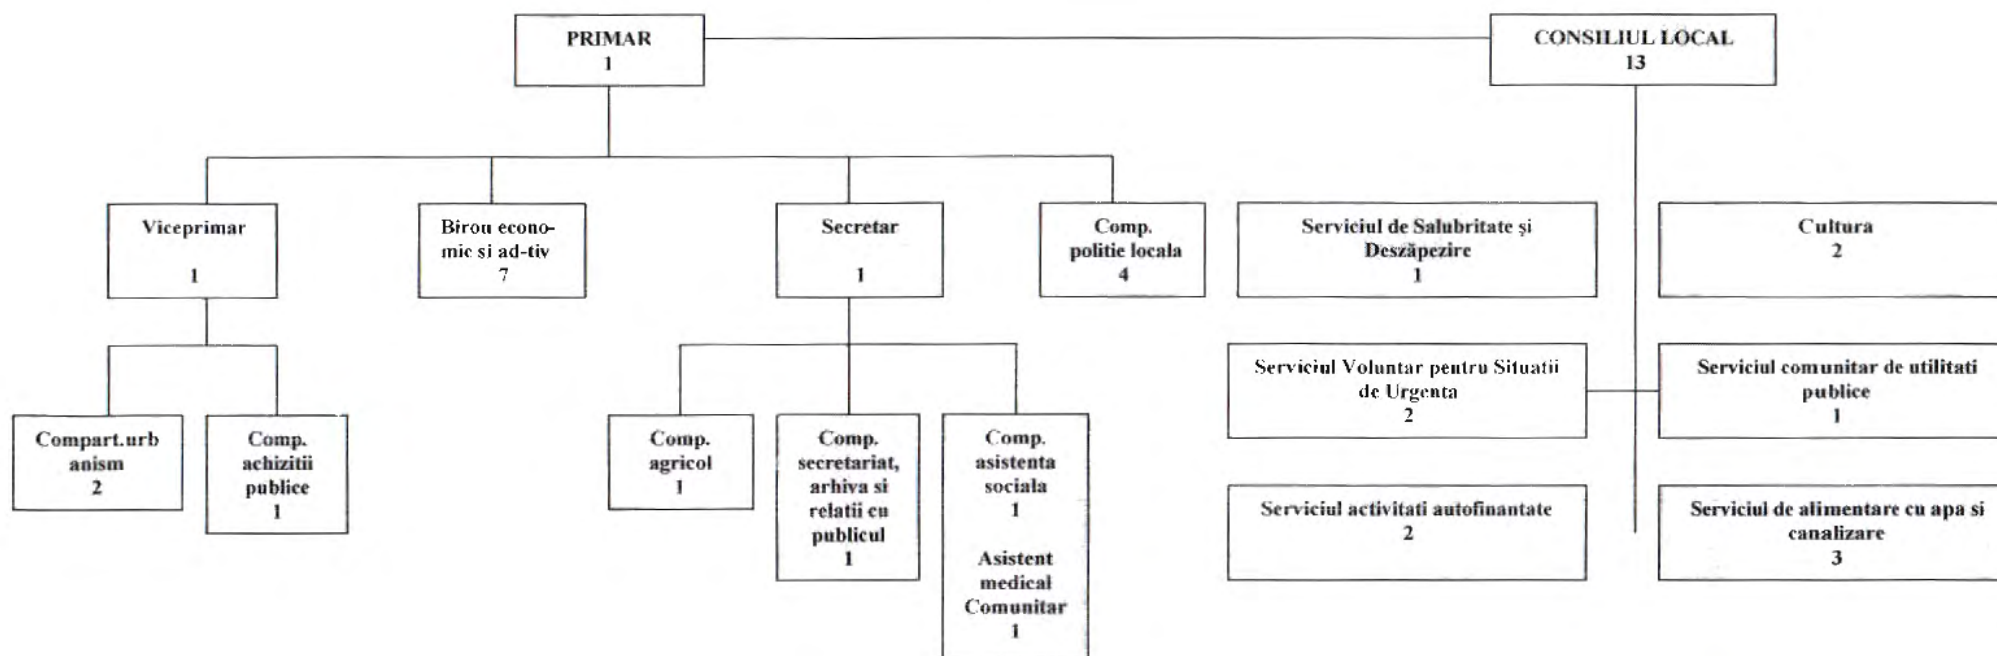 PRIMAR
1
CONSILIUL LOCAL
13
Viceprimar
1
Birou econo-
mic si ad-tiv
7
Secretar
1
Comp.
politie locala
4
Serviciul de Salubritate şi
Deszăpezire
1
Cultura
2
Serviciul Voluntar pentru Situatii
de Urgenta
2
Serviciul comunitar de utilitati
publice
1
Compart.urb
anism
2
Comp.
achizitii
publice
1
Comp.
agricol
1
Comp.
secretariat,
arhiva si
relatii cu
publicul
1
Comp.
asistenta
sociala
1
Asistent
medical
Comunitar
1
Serviciul activitati autofinantate
2
Serviciul de alimentare cu apa si
canalizare
3